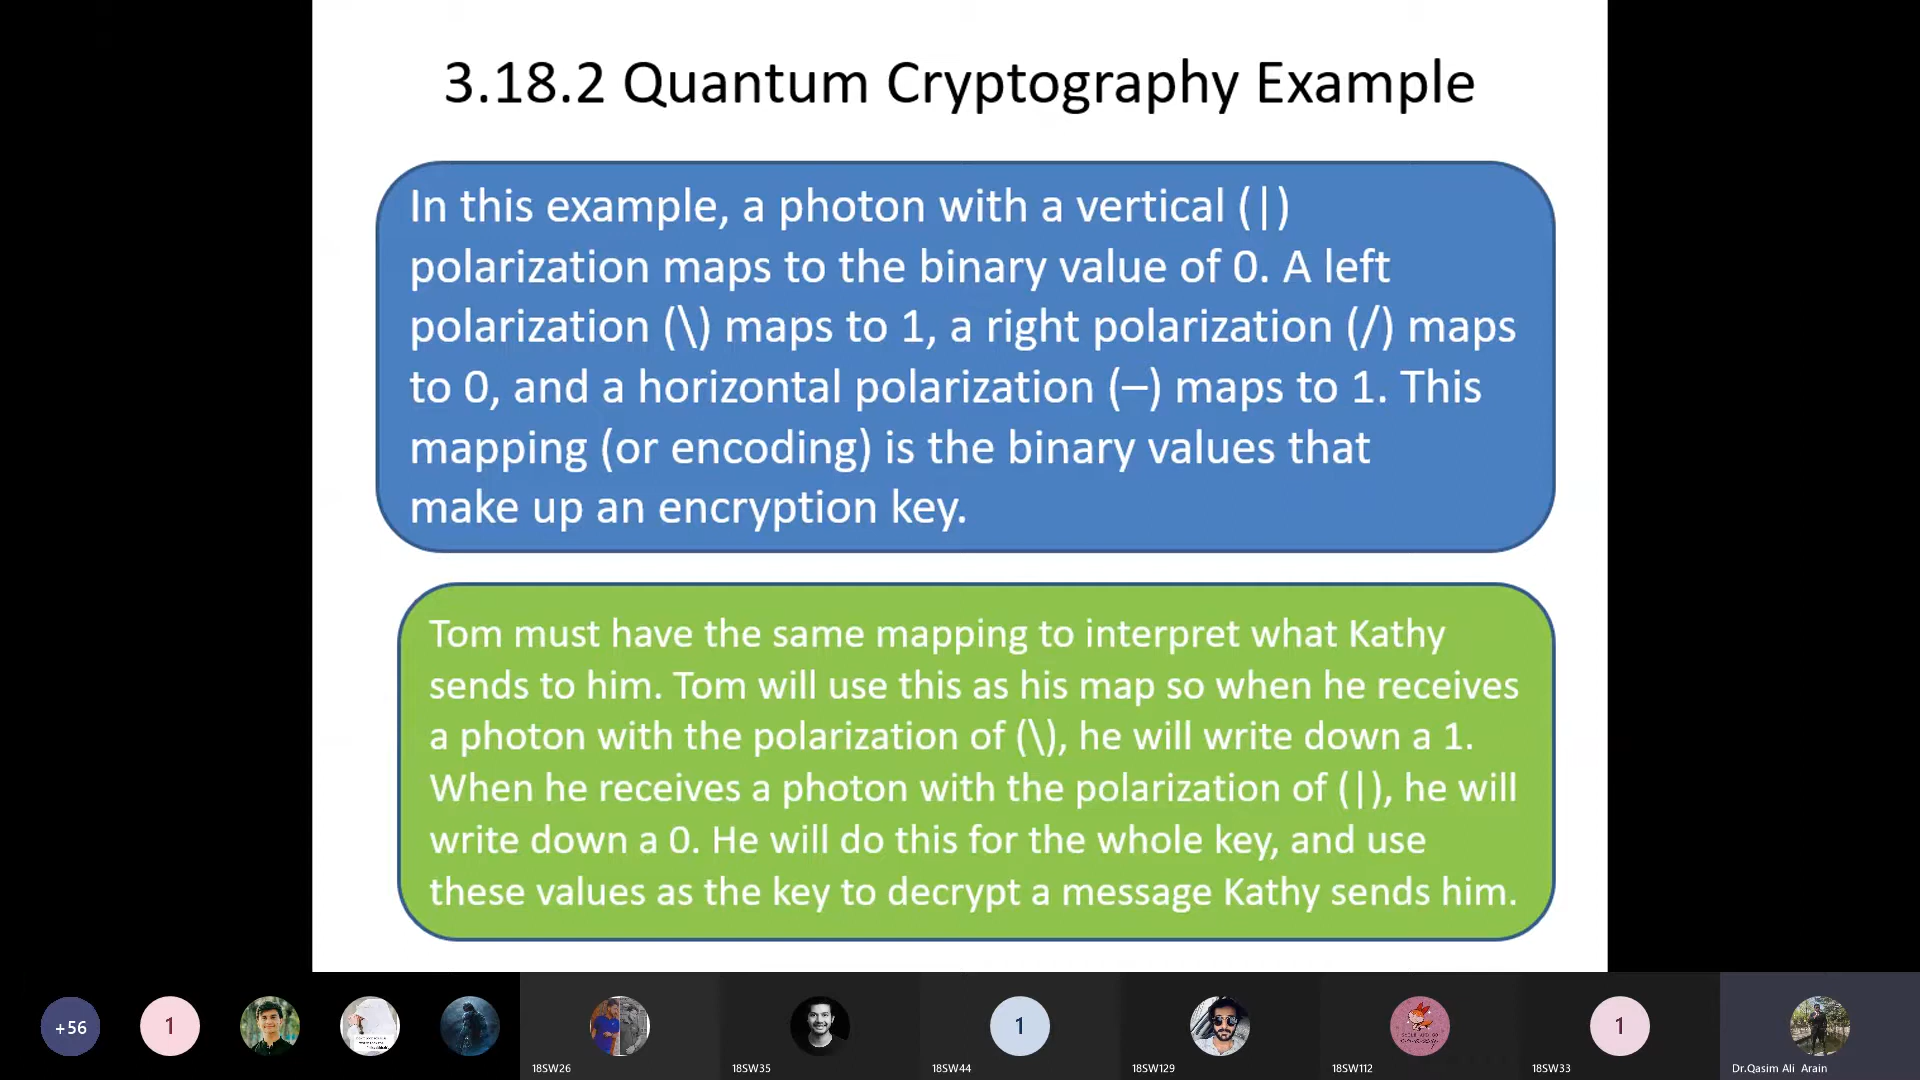 3.18.2 Quantum Cryptography Example
In this example, a photon with a vertical (|)
polarization maps to the binary value of 0. A left
polarization (\) maps to 1, a right polarization (/) maps
to 0, and a horizontal polarization (–) maps to 1. This
mapping (or encoding) is the binary values that
make up an encryption key.
Tom must have the same mapping to interpret what Kathy
sends to him. Tom will use this as his map so when he receives
a photon with the polarization of (\), he will write down a 1.
When he receives a photon with the polarization of (|), he will
write down a 0. He will do this for the whole key, and use
these values as the key to decrypt a message Kathy sends him.
+56
1
1
1
18SW26
18SW35
18SW44
18SW129
18SW112
18SW33
Dr.Qasim Ali Arain